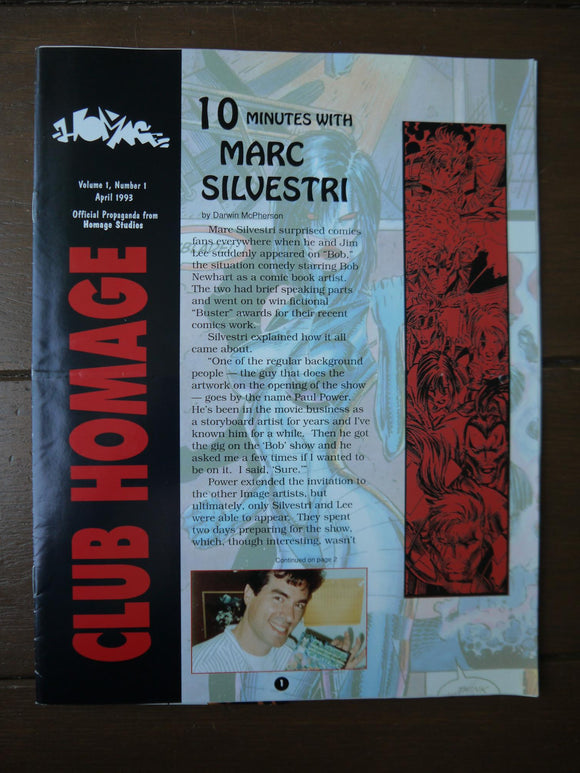 HOMAGE
Volume 1, Number 1
April 1993
Official Propaganda from
Homage Studios
CLUB HOMAGE
10 MINUTES WITH
MARC
SILVESTRI
by Darwin McPherson
Marc Silvestri surprised comics
fans everywhere when he and Jim
Lee suddenly appeared on "Bob,"
the situation comedy starring Bob
Newhart as a comic book artist.
The two had brief speaking parts
and went on to win fictional
"Buster" awards for their recent
comics work.
Silvestri explained how it all
came about.
"One of the regular background
people — the guy that does the
artwork on the opening of the show
— goes by the name Paul Power.
He's been in the movie business as
a storyboard artist for years and I've
known him for a while. Then he got
the gig on the 'Bob' show and he
asked me a few times if I wanted to
be on it. I said, 'Sure.'"
Power extended the invitation to
the other Image artists, but
ultimately, only Silvestri and Lee
were able to appear. They spent
two days preparing for the show,
which, though interesting, wasn't
Continued on page 2
1